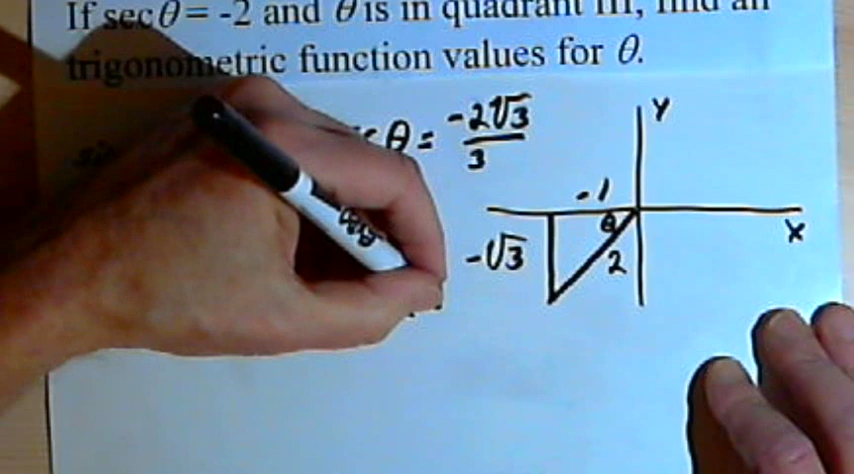 If sec θ = -2 and θ is in quadrant III, find all
trigonometric function values for θ.
θ = -2√3 / 3
Y
-1
θ
X
-√3
2